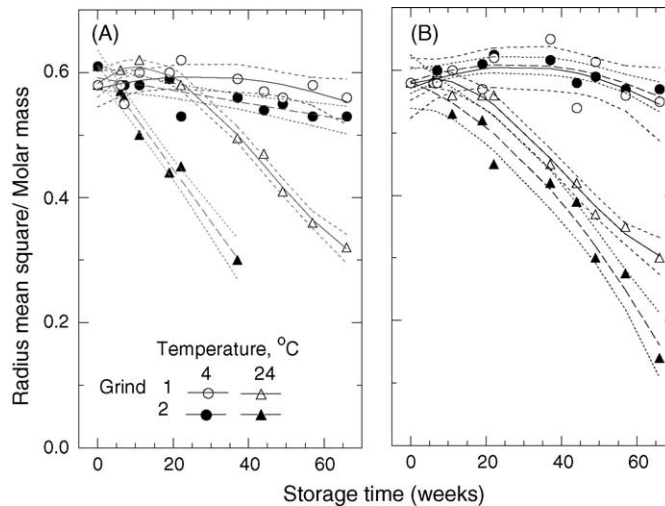 (A) (B)
0.6
0.4
0.2
0.0
Radius mean square/ Molar mass
Temperature, °C
4 24
Grind 1
2
0 20 40 60 0 20 40 60
Storage time (weeks)